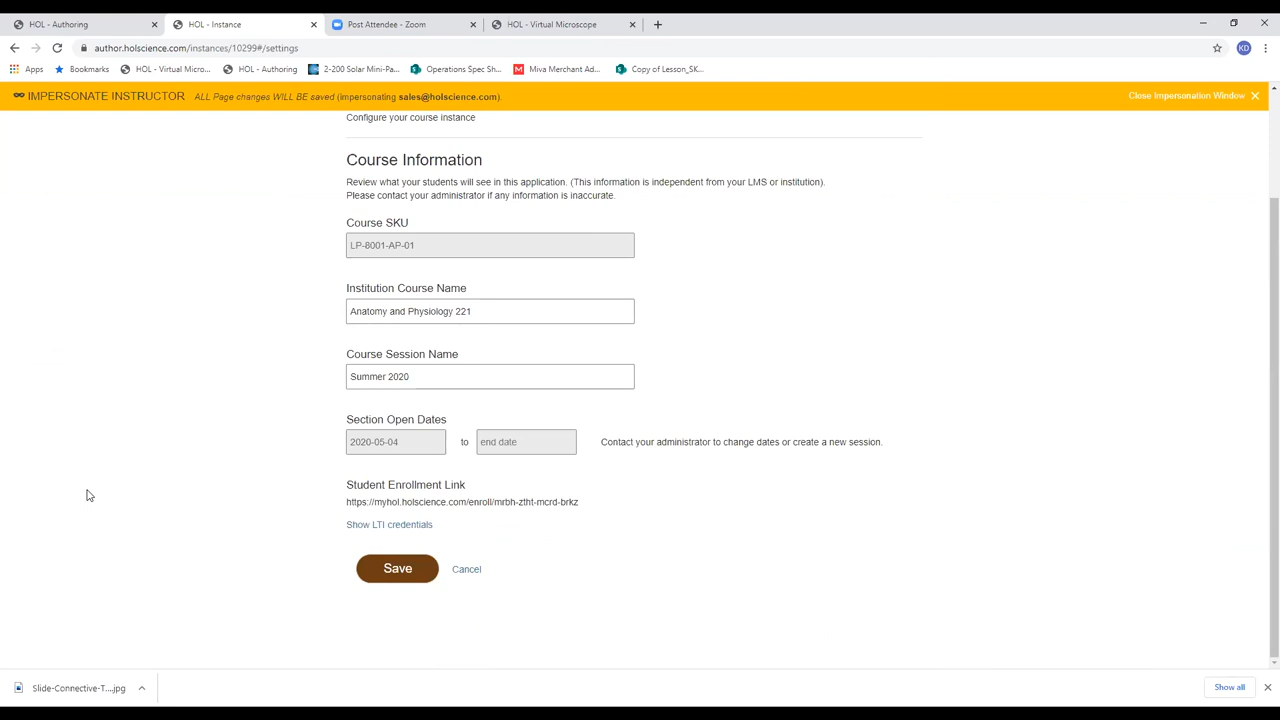 HOL - Authoring
HOL - Instance
Post Attendee - Zoom
HOL - Virtual Microscope
author.holscience.com/instances/10299#/settings
KD
Apps
Bookmarks
HOL - Virtual Micro...
HOL - Authoring
2-200 Solar Mini-Pa...
Operations Spec Sh...
Miva Merchant Ad...
Copy of Lesson_SK...
IMPERSONATE INSTRUCTOR ALL Page changes WILL BE saved (impersonating sales@holscience.com).
Close Impersonation Window
Configure your course instance
Course Information
Review what your students will see in this application. (This information is independent from your LMS or institution).
Please contact your administrator if any information is inaccurate.
Course SKU
LP-8001-AP-01
Institution Course Name
Anatomy and Physiology 221
Course Session Name
Summer 2020
Section Open Dates
2020-05-04 to end date Contact your administrator to change dates or create a new session.
Student Enrollment Link
https://myhol.holscience.com/enroll/mrbh-ztht-mcrd-brkz
Show LTI credentials
Save Cancel
Slide-Connective-T....jpg
Show all